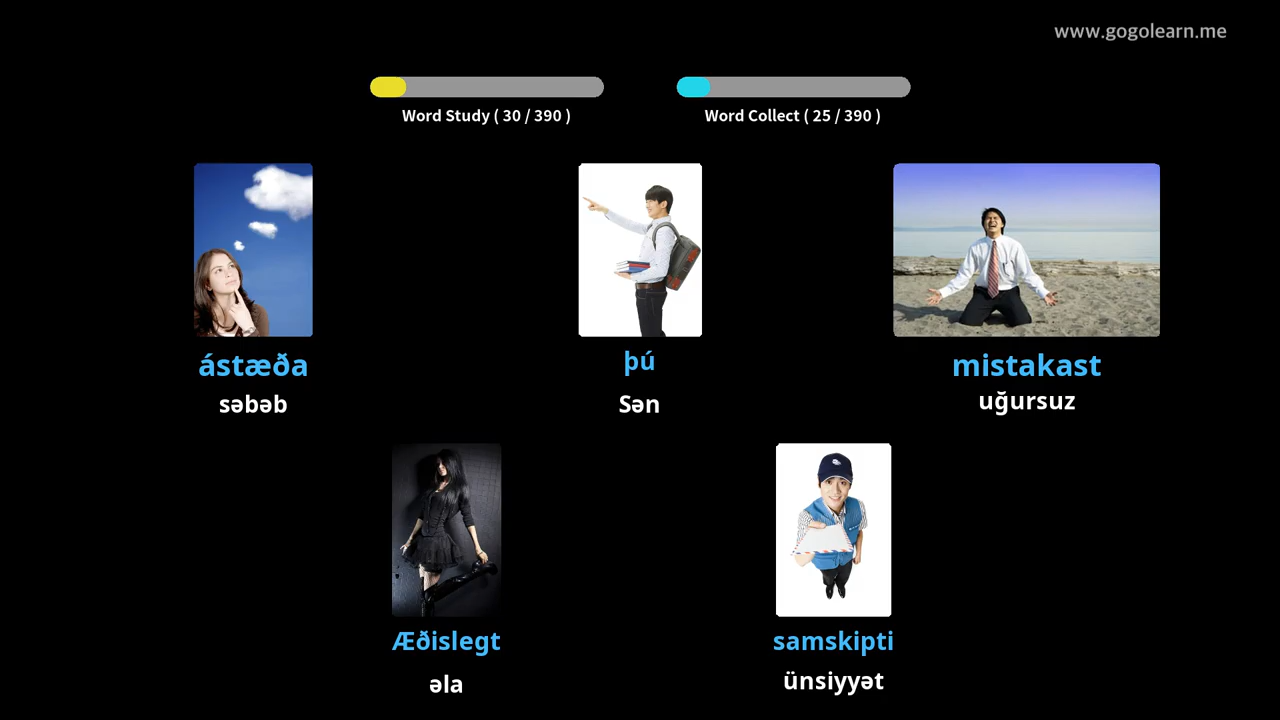 www.gogolearn.me
Word Study ( 30 / 390 )
Word Collect ( 25 / 390 )
ástæða
səbəb
þú
Sən
mistakast
uğursuz
Æðislegt
əla
samskipti
ünsiyyət